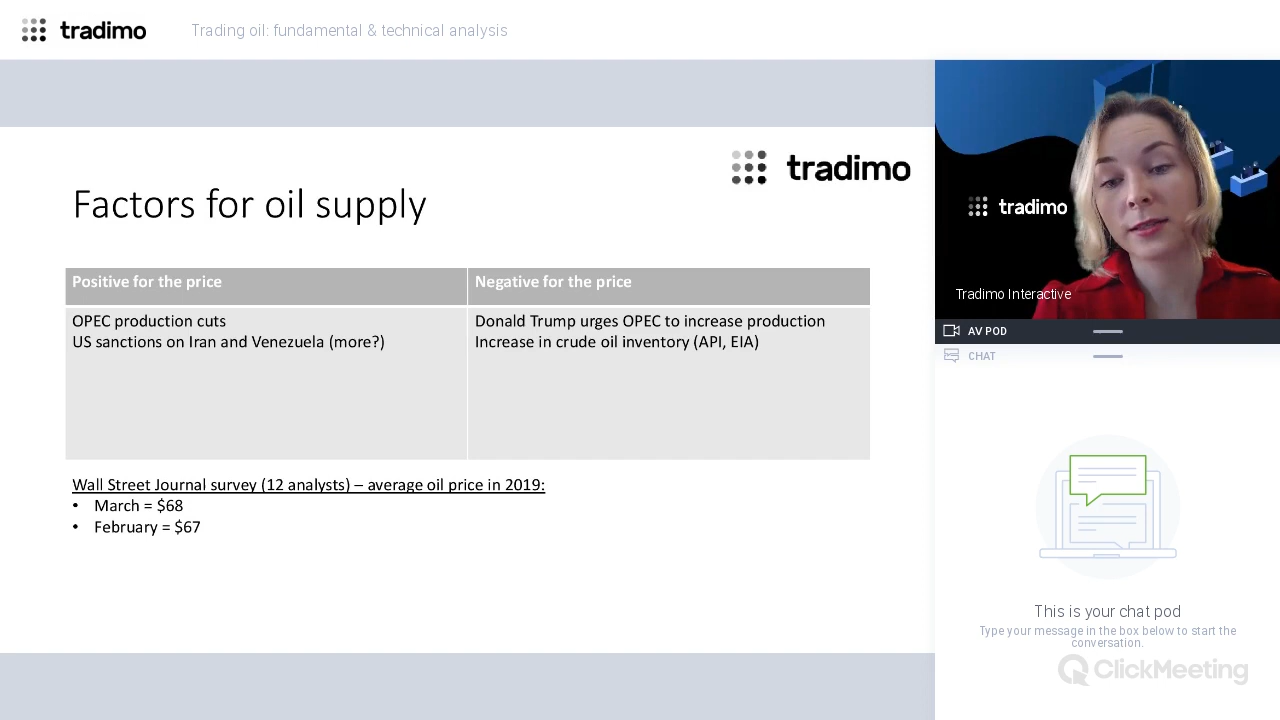 tradimo
Trading oil: fundamental & technical analysis
tradimo
Factors for oil supply
Positive for the price
Negative for the price
OPEC production cuts
US sanctions on Iran and Venezuela (more?)
Donald Trump urges OPEC to increase production
Increase in crude oil inventory (API, EIA)
Wall Street Journal survey (12 analysts) – average oil price in 2019:
• March = $68
• February = $67
tradimo
Tradimo Interactive
AV POD
CHAT
This is your chat pod
Type your message in the box below to start the
conversation.
ClickMeeting